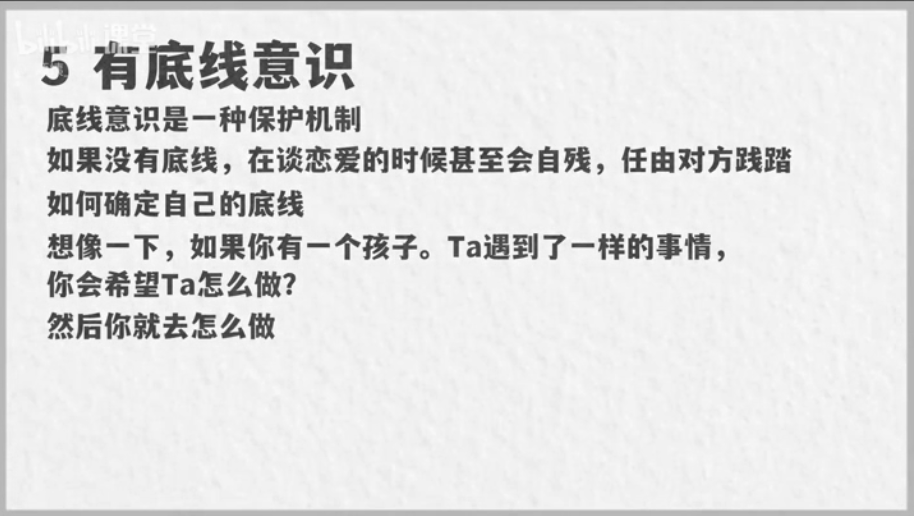 bilibili课堂
5 有底线意识
底线意识是一种保护机制
如果没有底线，在谈恋爱的时候甚至会自残，任由对方践踏
如何确定自己的底线
想像一下，如果你有一个孩子。Ta遇到了一样的事情，
你会希望Ta怎么做？
然后你就去怎么做